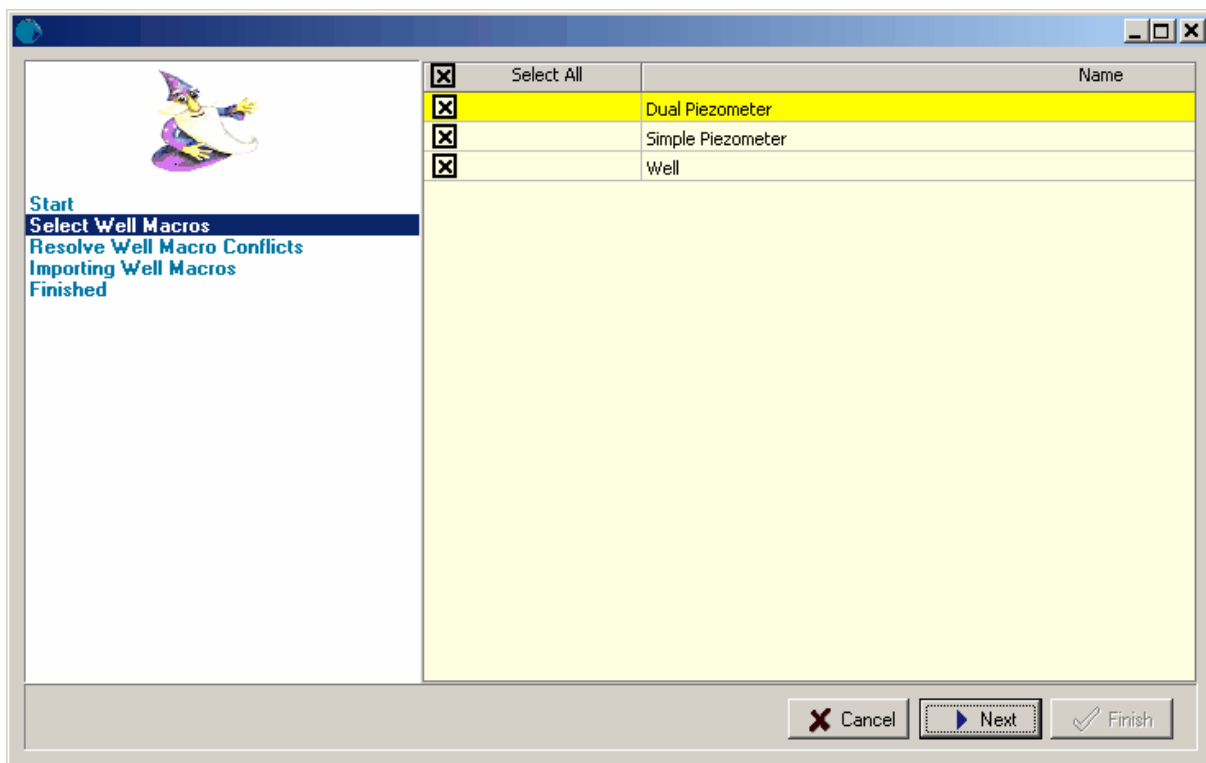 Start
Select Well Macros
Resolve Well Macro Conflicts
Importing Well Macros
Finished
Select All Name
Dual Piezometer
Simple Piezometer
Well
Cancel Next Finish